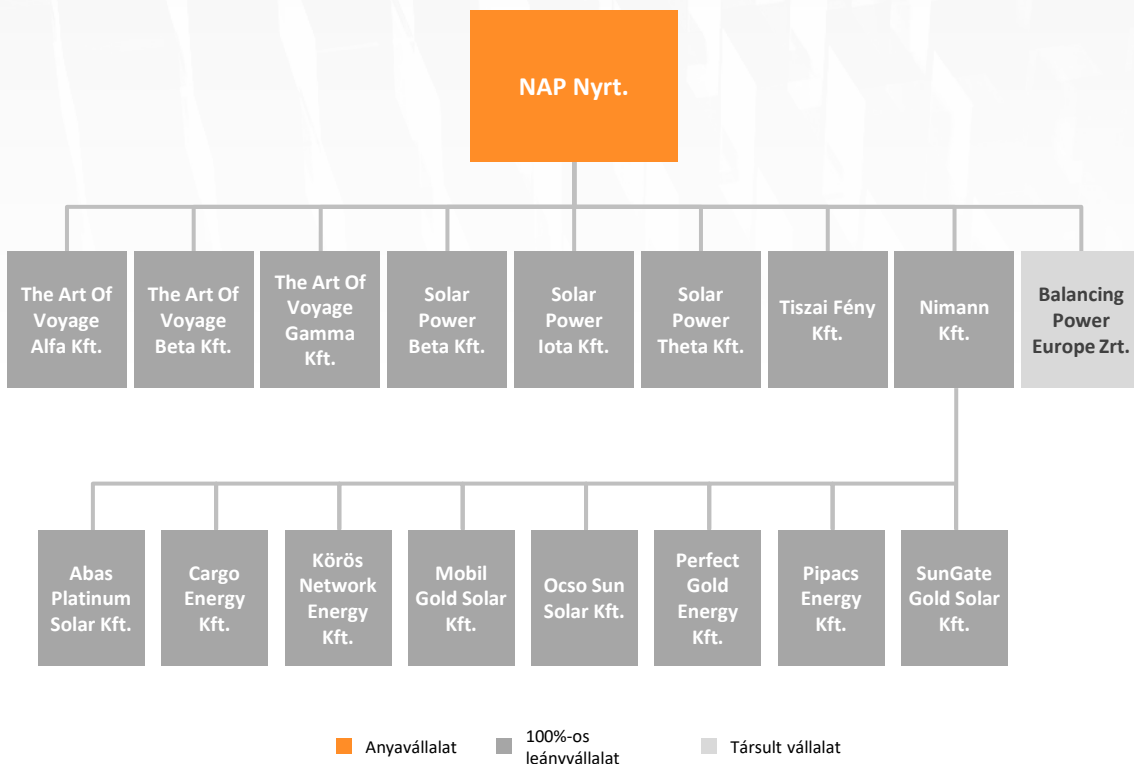 NAP Nyrt.
The Art Of
Voyage
Alfa Kft.
The Art Of
Voyage
Beta Kft.
The Art Of
Voyage
Gamma
Kft.
Solar
Power
Beta Kft.
Solar
Power
Iota Kft.
Solar
Power
Theta Kft.
Tiszai Fény
Kft.
Nimann
Kft.
Balancing
Power
Europe Zrt.
Abas
Platinum
Solar Kft.
Cargo
Energy
Kft.
Körös
Network
Energy
Kft.
Mobil
Gold Solar
Kft.
Ocso Sun
Solar Kft.
Perfect
Gold
Energy
Kft.
Pipacs
Energy
Kft.
SunGate
Gold Solar
Kft.
Anyavállalat
100%-os
leányvállalat
Társult vállalat